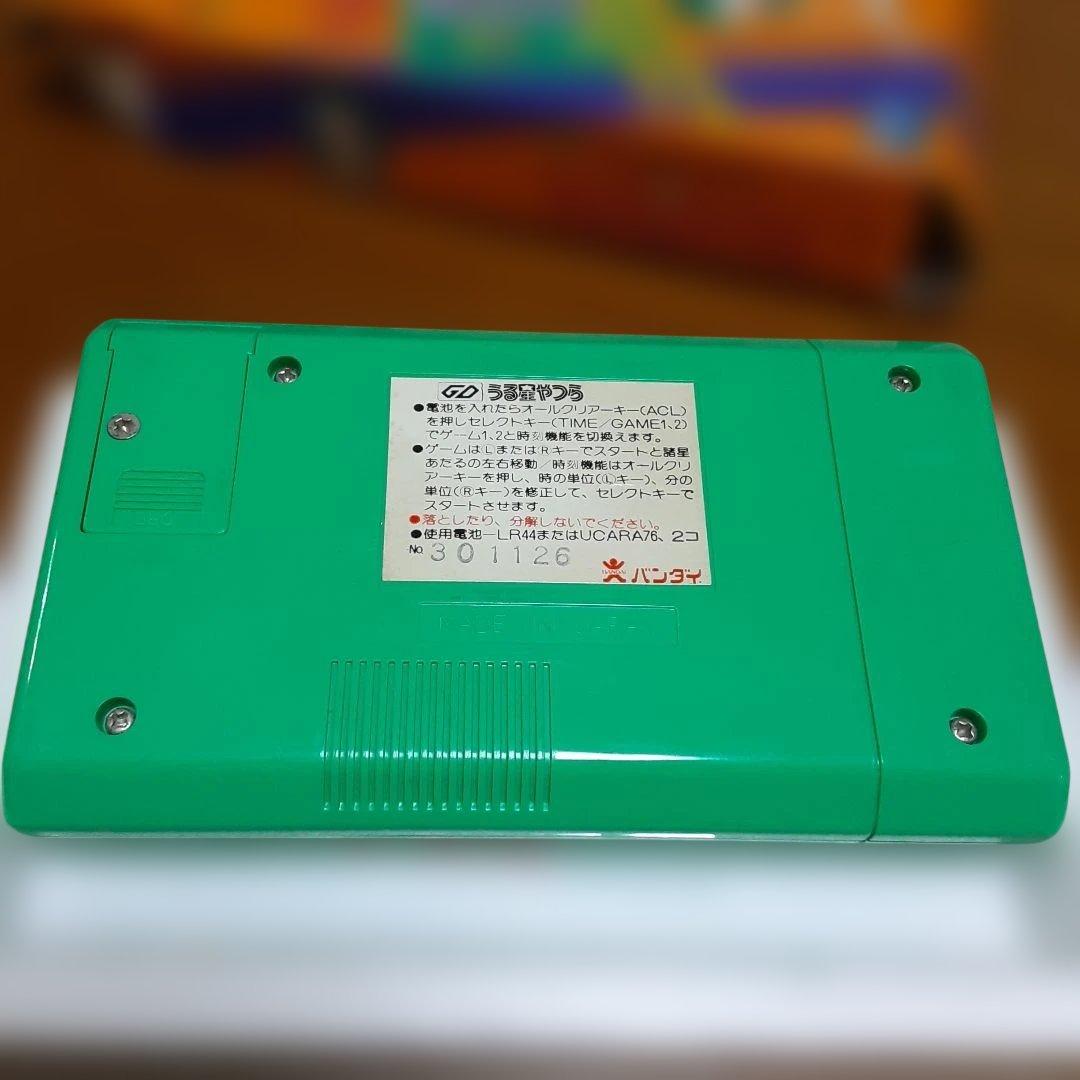 GD うる星やつら
●電池を入れたらオールクリアーキー(ACL)
を押しセレクトキー(TIME/GAME1、2)
でゲーム1、2と時刻機能を切換えます。
●ゲームはⓁまたはⓇキーでスタートと諸星
あたるの左右移動/時刻機能はオールクリ
アーキーを押し、時の単位(Ⓛキー)、分の
単位(Ⓡキー)を修正して、セレクトキーで
スタートさせます。
●落としたり、分解しないでください。
●使用電池—LR44またはUCARA76、2コ
No. 301126
BANDAI バンダイ
MADE IN JAPAN